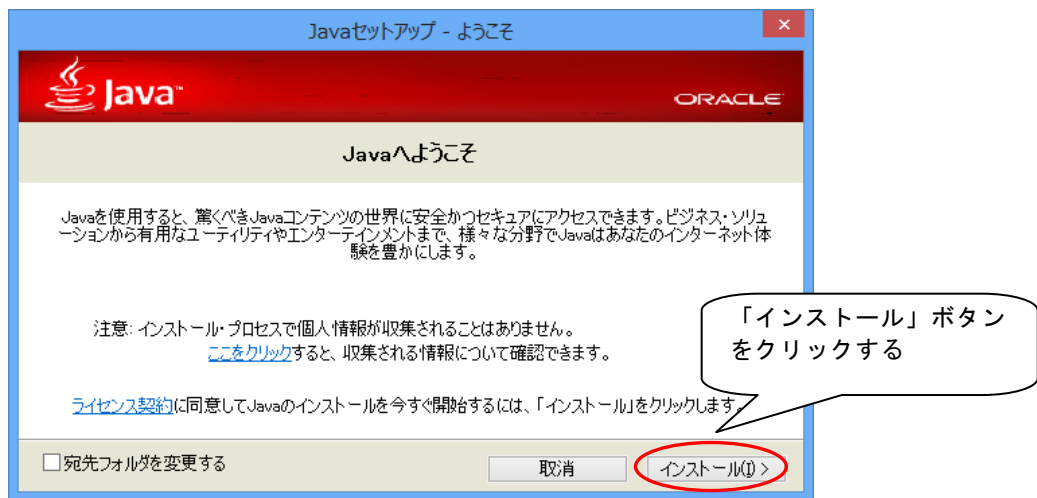 Javaセットアップ - ようこそ
Java™
ORACLE
Javaへようこそ
Javaを使用すると、驚くべきJavaコンテンツの世界に安全かつセキュアにアクセスできます。ビジネス・ソリュ
ーションから有用なユーティリティやエンターテインメントまで、様々な分野でJavaはあなたのインターネット体
験を豊かにします。
注意: インストール・プロセスで個人情報が収集されることはありません。
ここをクリックすると、収集される情報について確認できます。
「インストール」ボタン
をクリックする
ライセンス契約に同意してJavaのインストールを今すぐ開始するには、「インストール」をクリックします。
宛先フォルダを変更する
取消
インストール(I) >